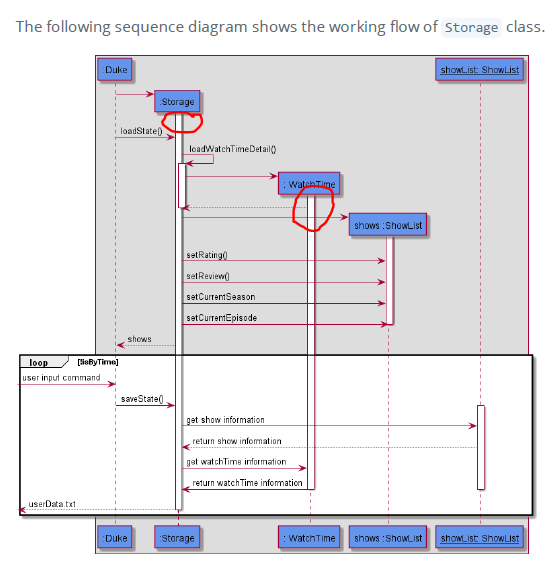 The following sequence diagram shows the working flow of Storage class.
:Duke
showList: ShowList
:Storage
loadState()
loadWatchTimeDetail()
: WatchTime
shows :ShowList
setRating()
setReview()
setCurrentSeason
setCurrentEpisode
shows
loop [!isByTime]
user input command
saveState()
get show information
return show information
get watchTime information
return watchTime information
userData.txt
:Duke :Storage : WatchTime shows :ShowList showList: ShowList